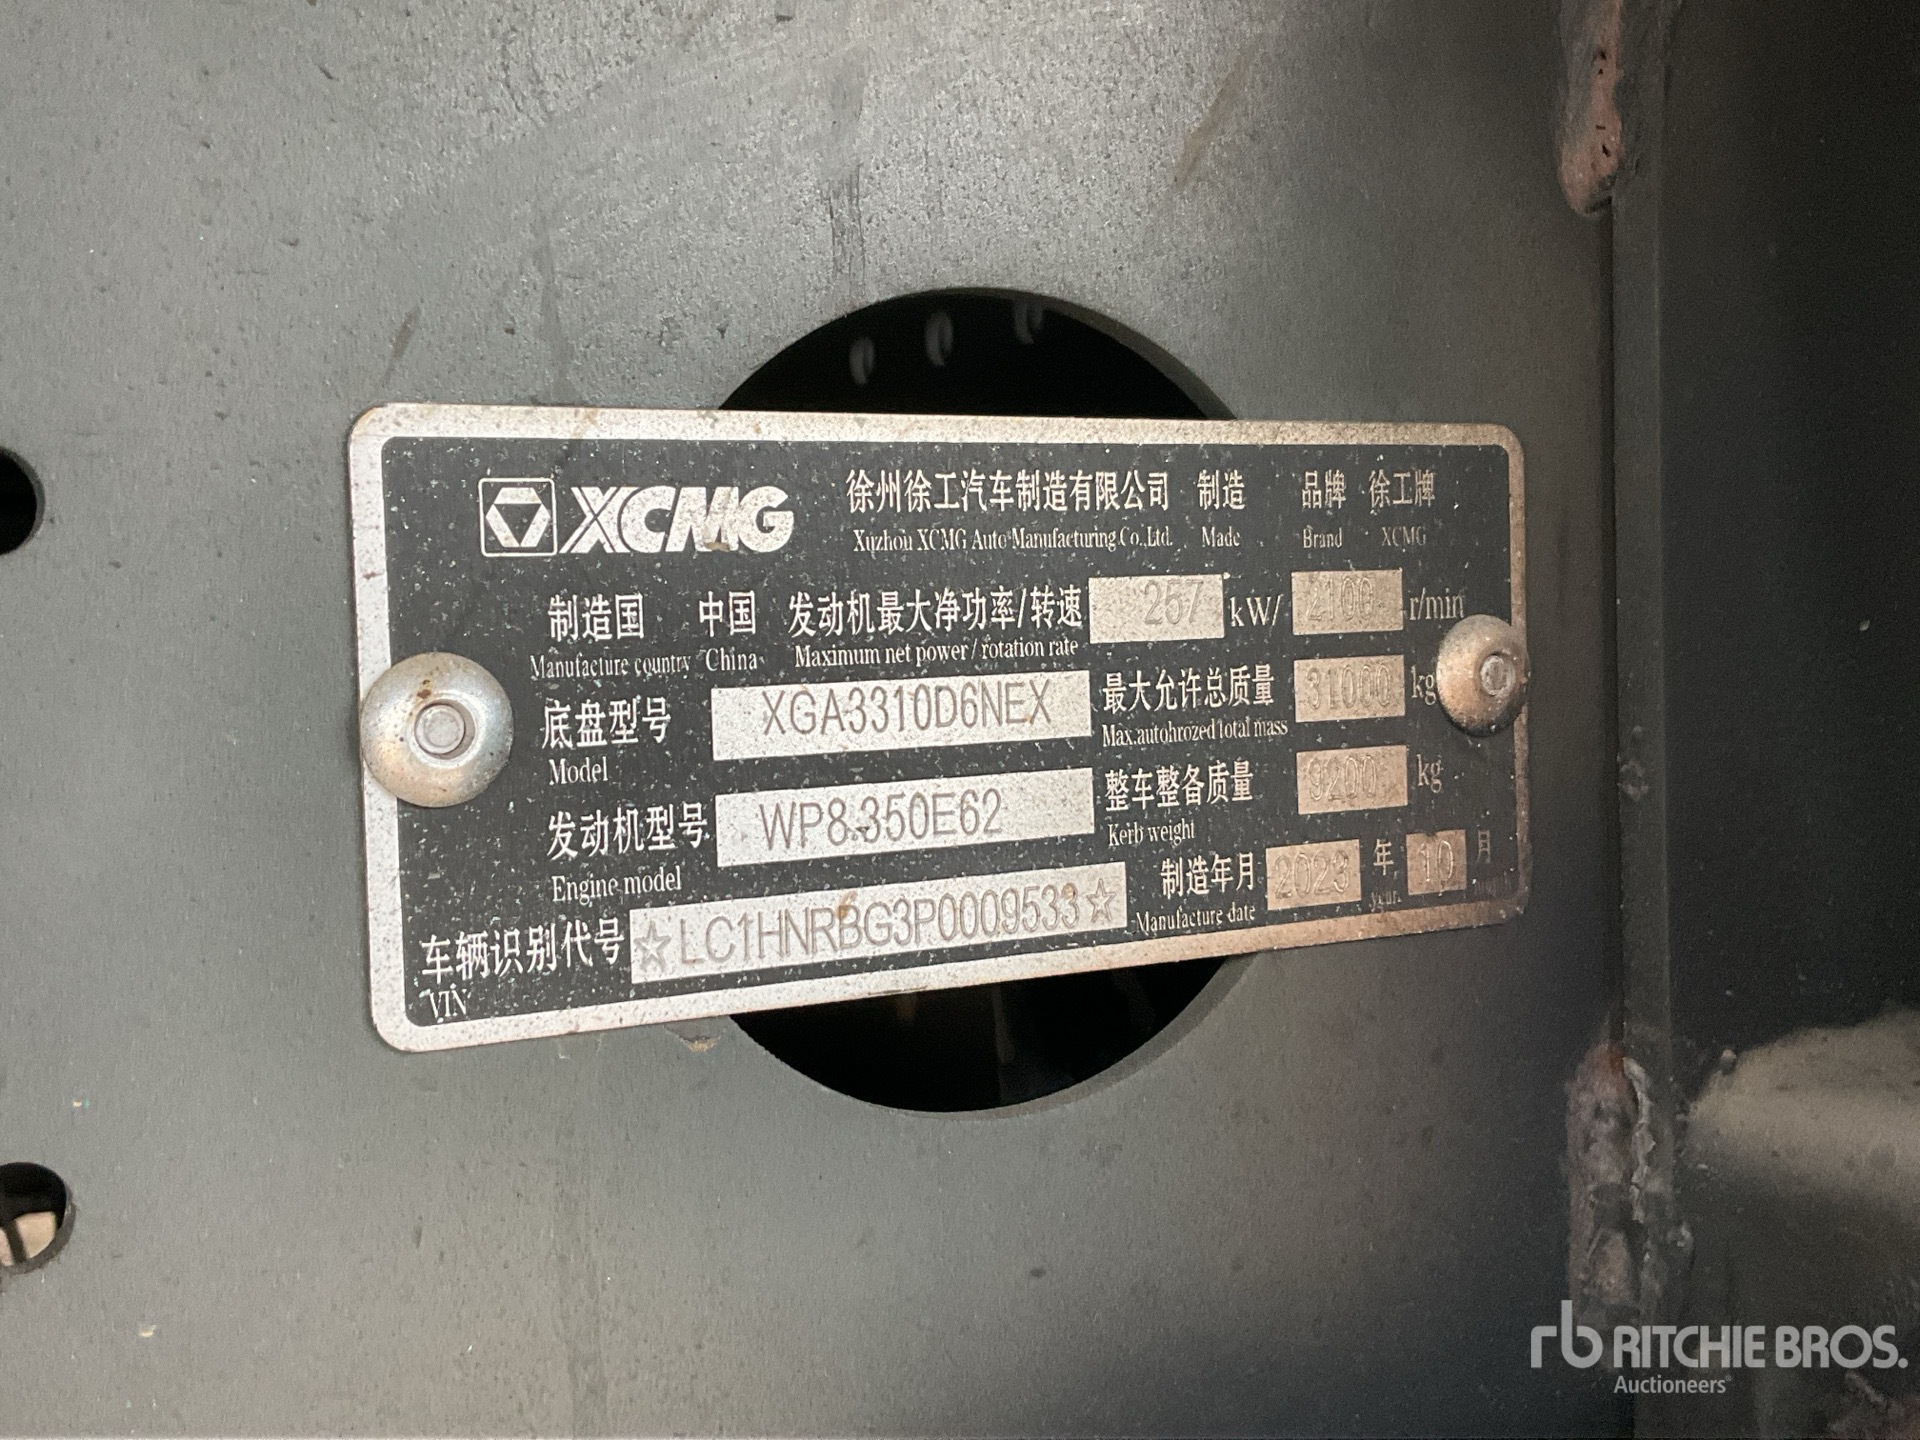 XCMG 徐州徐工汽车制造有限公司 制造 品牌 徐工牌
Xuzhou XCMG Auto Manufacturing Co.,Ltd. Made Brand XCMG
制造国 中国 发动机最大净功率/转速 257 kW/ 2100 r/min
Manufacture country China Maximum net power / rotation rate
底盘型号 XGA3310D6NEX 最大允许总质量 31000 kg
Model Max.autohrozed total mass
发动机型号 WP8.350E62 整车整备质量 9200 kg
Engine model Kerb weight
车辆识别代号 ☆LC1HNRBG3P0009533☆ 制造年月 2023 年 10 月
VIN Manufacture date year
rb RITCHIE BROS.
Auctioneers